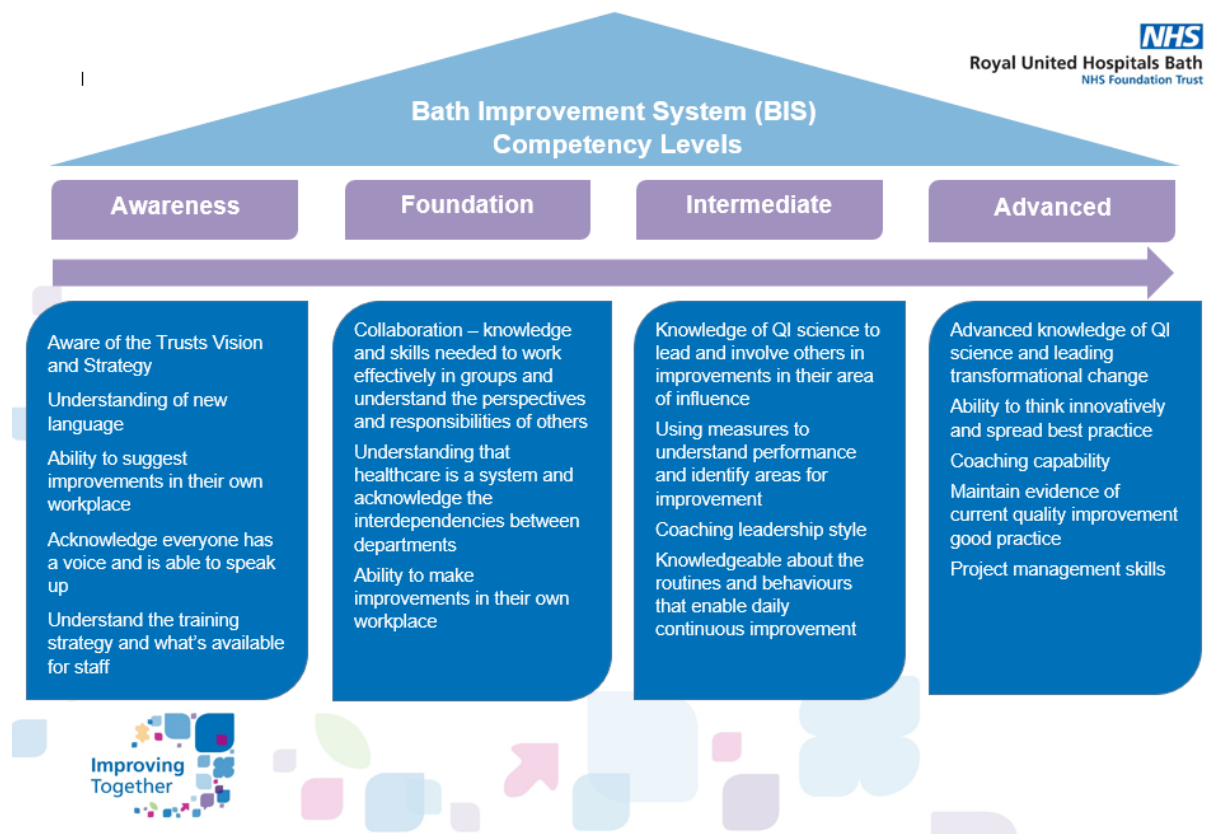 NHS
Royal United Hospitals Bath
NHS Foundation Trust
Bath Improvement System (BIS)
Competency Levels
Awareness
Foundation
Intermediate
Advanced
Aware of the Trusts Vision
and Strategy
Understanding of new
language
Ability to suggest
improvements in their own
workplace
Acknowledge everyone has
a voice and is able to speak
up
Understand the training
strategy and what's available
for staff
Collaboration – knowledge
and skills needed to work
effectively in groups and
understand the perspectives
and responsibilities of others
Understanding that
healthcare is a system and
acknowledge the
interdependencies between
departments
Ability to make
improvements in their own
workplace
Knowledge of QI science to
lead and involve others in
improvements in their area
of influence
Using measures to
understand performance
and identify areas for
improvement
Coaching leadership style
Knowledgeable about the
routines and behaviours
that enable daily
continuous improvement
Advanced knowledge of QI
science and leading
transformational change
Ability to think innovatively
and spread best practice
Coaching capability
Maintain evidence of
current quality improvement
good practice
Project management skills
Improving
Together